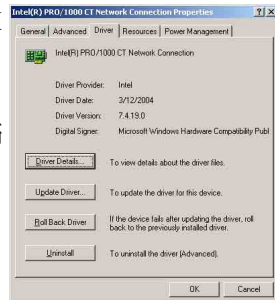 Intel(R) PRO/1000 CT Network Connection Properties
General Advanced Driver Resources Power Management
Intel(R) PRO/1000 CT Network Connection
Driver Provider: Intel
Driver Date: 3/12/2004
Driver Version: 7.4.19.0
Digital Signer: Microsoft Windows Hardware Compatibility Publ
Driver Details... To view details about the driver files.
Update Driver... To update the driver for this device.
Roll Back Driver If the device fails after updating the driver, roll
back to the previously installed driver.
Uninstall To uninstall the driver (Advanced).
OK Cancel